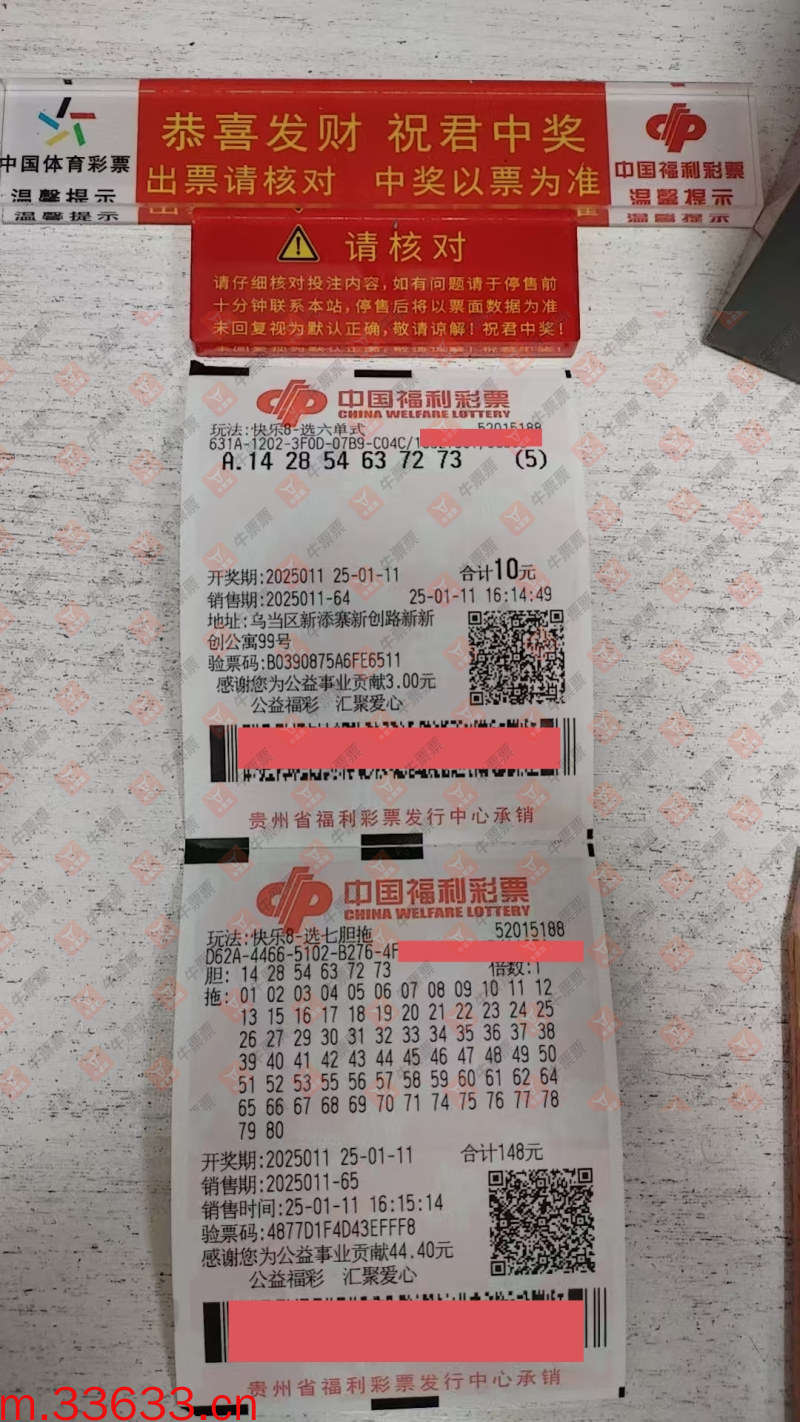 中国体育彩票
温馨提示
恭喜发财 祝君中奖
出票请核对 中奖以票为准
中国福利彩票
温馨提示
请核对
请仔细核对投注内容,如有问题请于停售前
十分钟联系本站,停售后将以票面数据为准
未回复视为默认正确,敬请谅解!祝君中奖!
中国福利彩票
CHINA WELFARE LOTTERY
玩法:快乐8-选六单式 52015188
631A-1202-3F0D-07B9-C04C/
A.14 28 54 63 72 73 (5)
开奖期:2025011 25-01-11 合计10元
销售期:2025011-64 25-01-11 16:14:49
地址:乌当区新添寨新创路新新
创公寓99号
验票码:B0390875A6FE6511
感谢您为公益事业贡献3.00元
公益福彩 汇聚爱心
贵州省福利彩票发行中心承销
中国福利彩票
CHINA WELFARE LOTTERY
玩法:快乐8-选七胆拖 52015188
D62A-4466-5102-B276-4F
胆: 14 28 54 63 72 73 倍数:1
拖: 01 02 03 04 05 06 07 08 09 10 11 12
13 15 16 17 18 19 20 21 22 23 24 25
26 27 29 30 31 32 33 34 35 36 37 38
39 40 41 42 43 44 45 46 47 48 49 50
51 52 53 55 56 57 58 59 60 61 62 64
65 66 67 68 69 70 71 74 75 76 77 78
79 80
开奖期:2025011 25-01-11 合计148元
销售期:2025011-65
销售时间:25-01-11 16:15:14
验票码:4877D1F4D43EFFF8
感谢您为公益事业贡献44.40元
公益福彩 汇聚爱心
贵州省福利彩票发行中心承销
m.33633.cn
牛票票